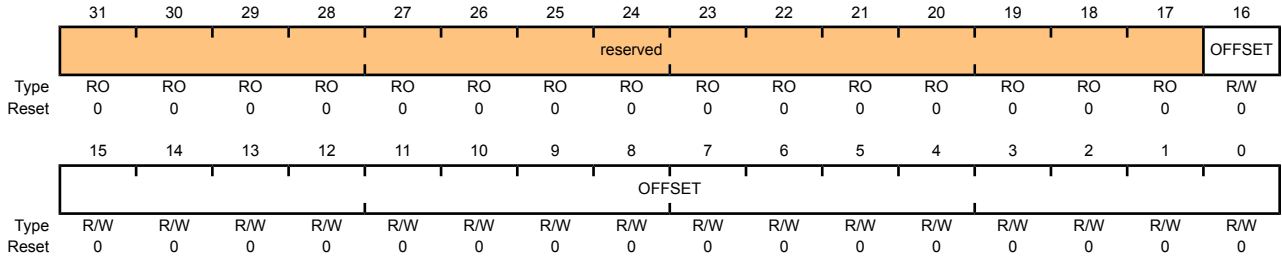 31 30 29 28 27 26 25 24 23 22 21 20 19 18 17 16
reserved OFFSET
Type RO RO RO RO RO RO RO RO RO RO RO RO RO RO RO R/W
Reset 0 0 0 0 0 0 0 0 0 0 0 0 0 0 0 0
15 14 13 12 11 10 9 8 7 6 5 4 3 2 1 0
OFFSET
Type R/W R/W R/W R/W R/W R/W R/W R/W R/W R/W R/W R/W R/W R/W R/W R/W
Reset 0 0 0 0 0 0 0 0 0 0 0 0 0 0 0 0